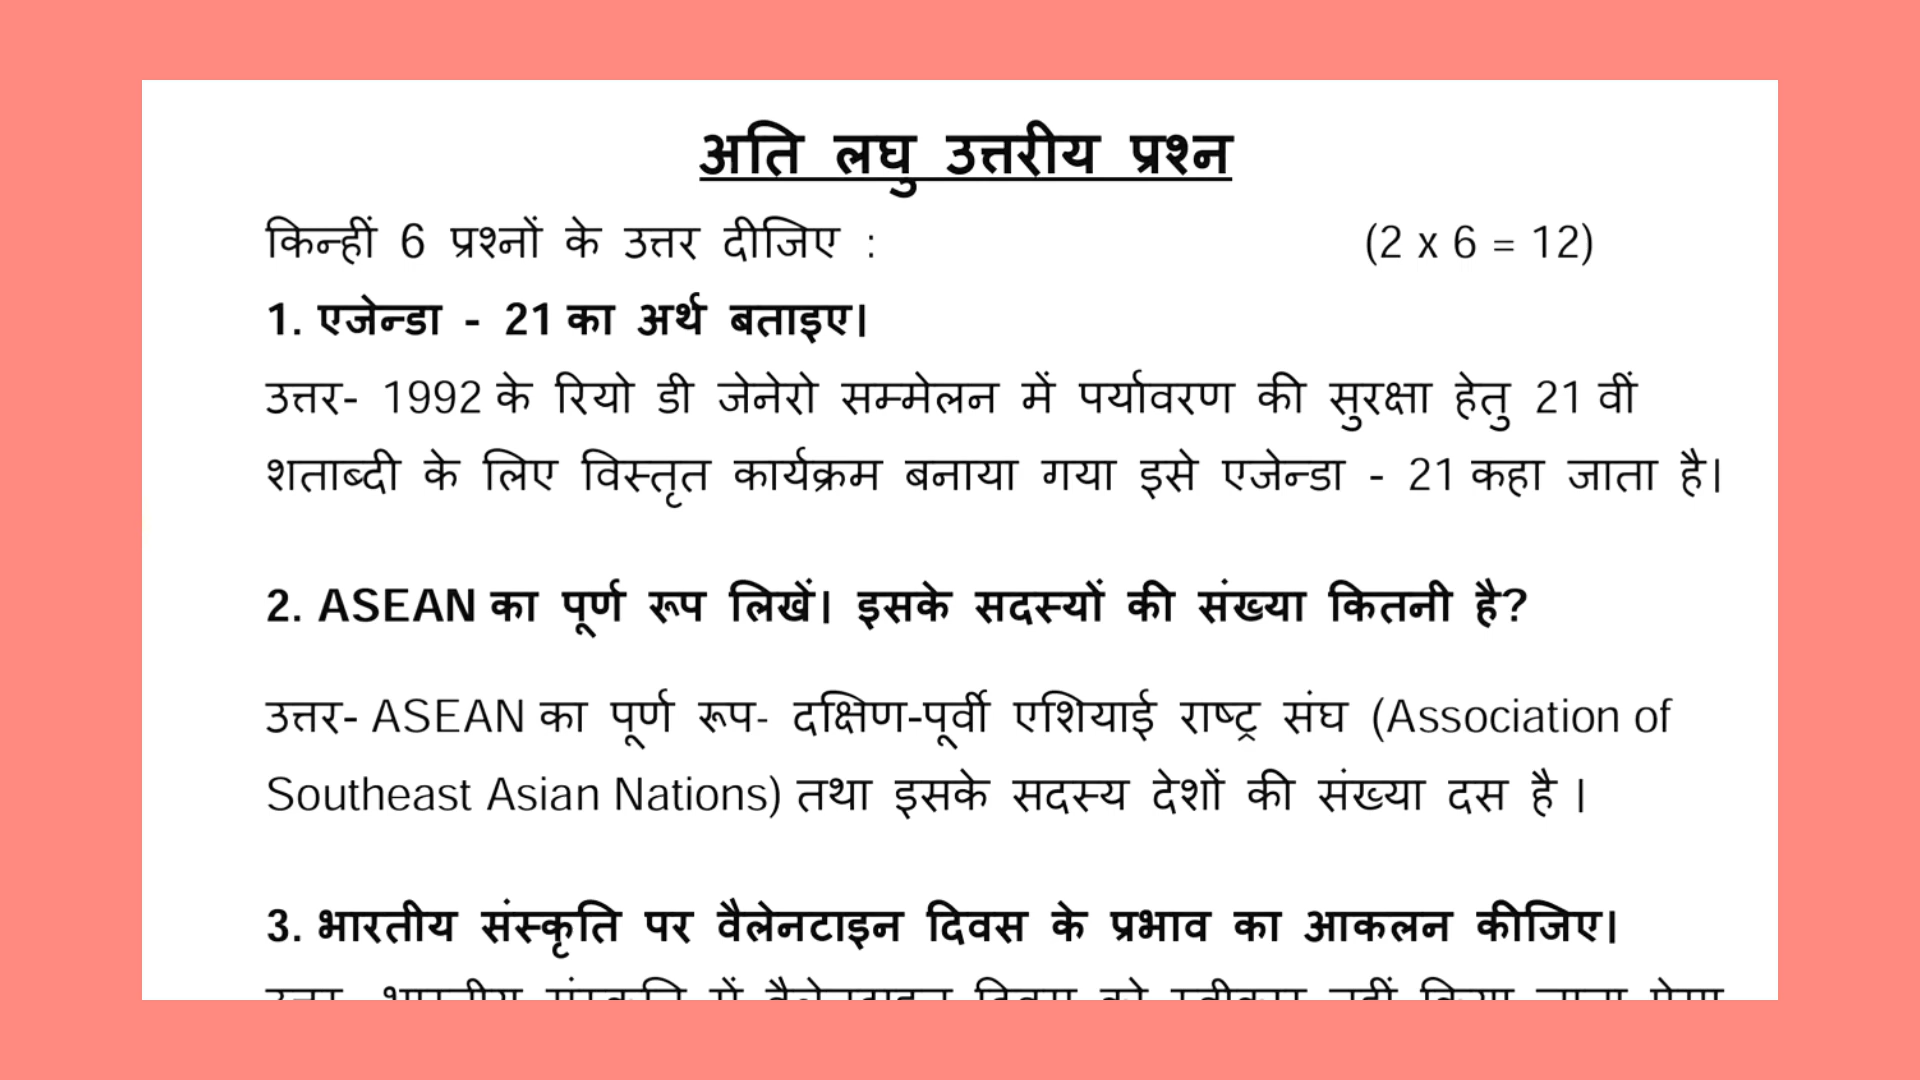 अति लघु उत्तरीय प्रश्न
किन्हीं 6 प्रश्नों के उत्तर दीजिए : (2 x 6 = 12)
1. एजेन्डा - 21 का अर्थ बताइए।
उत्तर- 1992 के रियो डी जेनेरो सम्मेलन में पर्यावरण की सुरक्षा हेतु 21 वीं
शताब्दी के लिए विस्तृत कार्यक्रम बनाया गया इसे एजेन्डा - 21 कहा जाता है।
2. ASEAN का पूर्ण रूप लिखें। इसके सदस्यों की संख्या कितनी है?
उत्तर- ASEAN का पूर्ण रूप- दक्षिण-पूर्वी एशियाई राष्ट्र संघ (Association of
Southeast Asian Nations) तथा इसके सदस्य देशों की संख्या दस है ।
3. भारतीय संस्कृति पर वैलेनटाइन दिवस के प्रभाव का आकलन कीजिए।